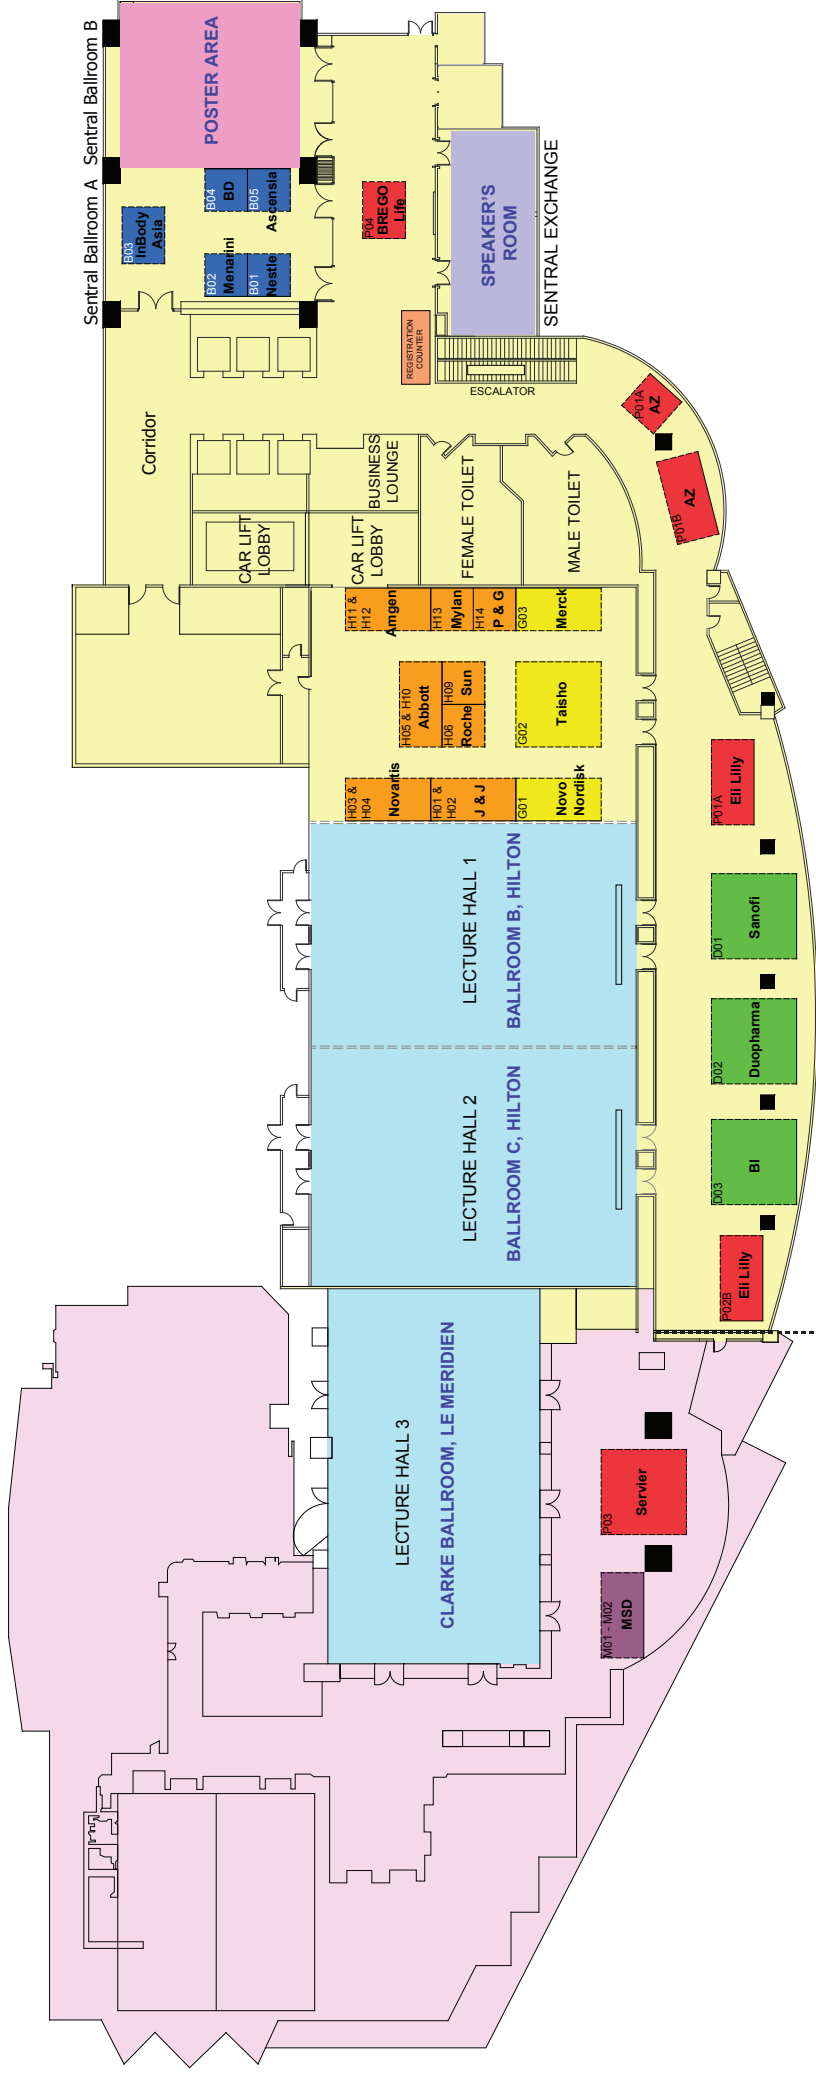 Sentral Ballroom A
Sentral Ballroom B
POSTER AREA
B03
InBody
Asia
B04
BD
B05
Ascensia
B02
Menarini
B01
Nestle
P04
BREGO
Life
SPEAKER'S
ROOM
SENTRAL EXCHANGE
REGISTRATION
COUNTER
ESCALATOR
Corridor
BUSINESS
LOUNGE
CAR LIFT
LOBBY
CAR LIFT
LOBBY
FEMALE TOILET
MALE TOILET
P01A
AZ
P01B
AZ
H11 &
H12
Amgen
H13
Mylan
H14
P & G
G03
Merck
H05 & H10
Abbott
H09
Sun
H06
Roche
G02
Taisho
H03 &
H04
Novartis
H01 &
H02
J & J
G01
Novo
Nordisk
P01A
Eli Lilly
LECTURE HALL 1
BALLROOM B, HILTON
D01
Sanofi
D02
Duopharma
LECTURE HALL 2
BALLROOM C, HILTON
D03
BI
P02B
Eli Lilly
LECTURE HALL 3
CLARKE BALLROOM, LE MERIDIEN
P03
Servier
M01 - M02
MSD